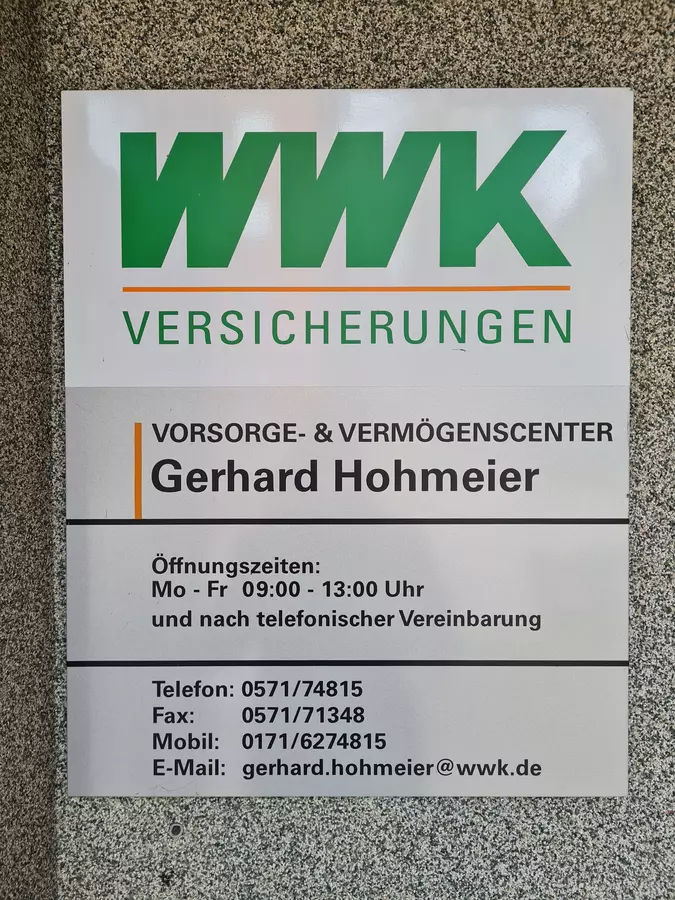 WWK
VERSICHERUNGEN
VORSORGE- & VERMÖGENSCENTER
Gerhard Hohmeier
Öffnungszeiten:
Mo - Fr 09:00 - 13:00 Uhr
und nach telefonischer Vereinbarung
Telefon: 0571/74815
Fax: 0571/71348
Mobil: 0171/6274815
E-Mail: gerhard.hohmeier@wwk.de